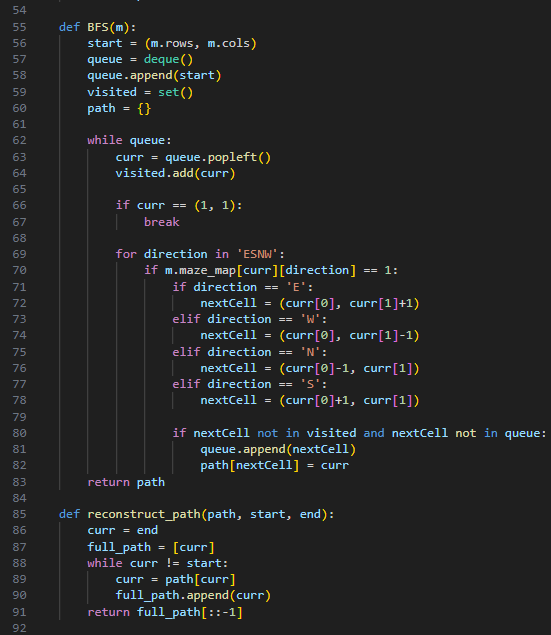 54
55 def BFS(m):
56     start = (m.rows, m.cols)
57     queue = deque()
58     queue.append(start)
59     visited = set()
60     path = {}
61
62     while queue:
63         curr = queue.popleft()
64         visited.add(curr)
65
66         if curr == (1, 1):
67             break
68
69         for direction in 'ESNW':
70             if m.maze_map[curr][direction] == 1:
71                 if direction == 'E':
72                     nextCell = (curr[0], curr[1]+1)
73                 elif direction == 'W':
74                     nextCell = (curr[0], curr[1]-1)
75                 elif direction == 'N':
76                     nextCell = (curr[0]-1, curr[1])
77                 elif direction == 'S':
78                     nextCell = (curr[0]+1, curr[1])
79
80                 if nextCell not in visited and nextCell not in queue:
81                     queue.append(nextCell)
82                     path[nextCell] = curr
83     return path
84
85 def reconstruct_path(path, start, end):
86     curr = end
87     full_path = [curr]
88     while curr != start:
89         curr = path[curr]
90         full_path.append(curr)
91     return full_path[::-1]
92